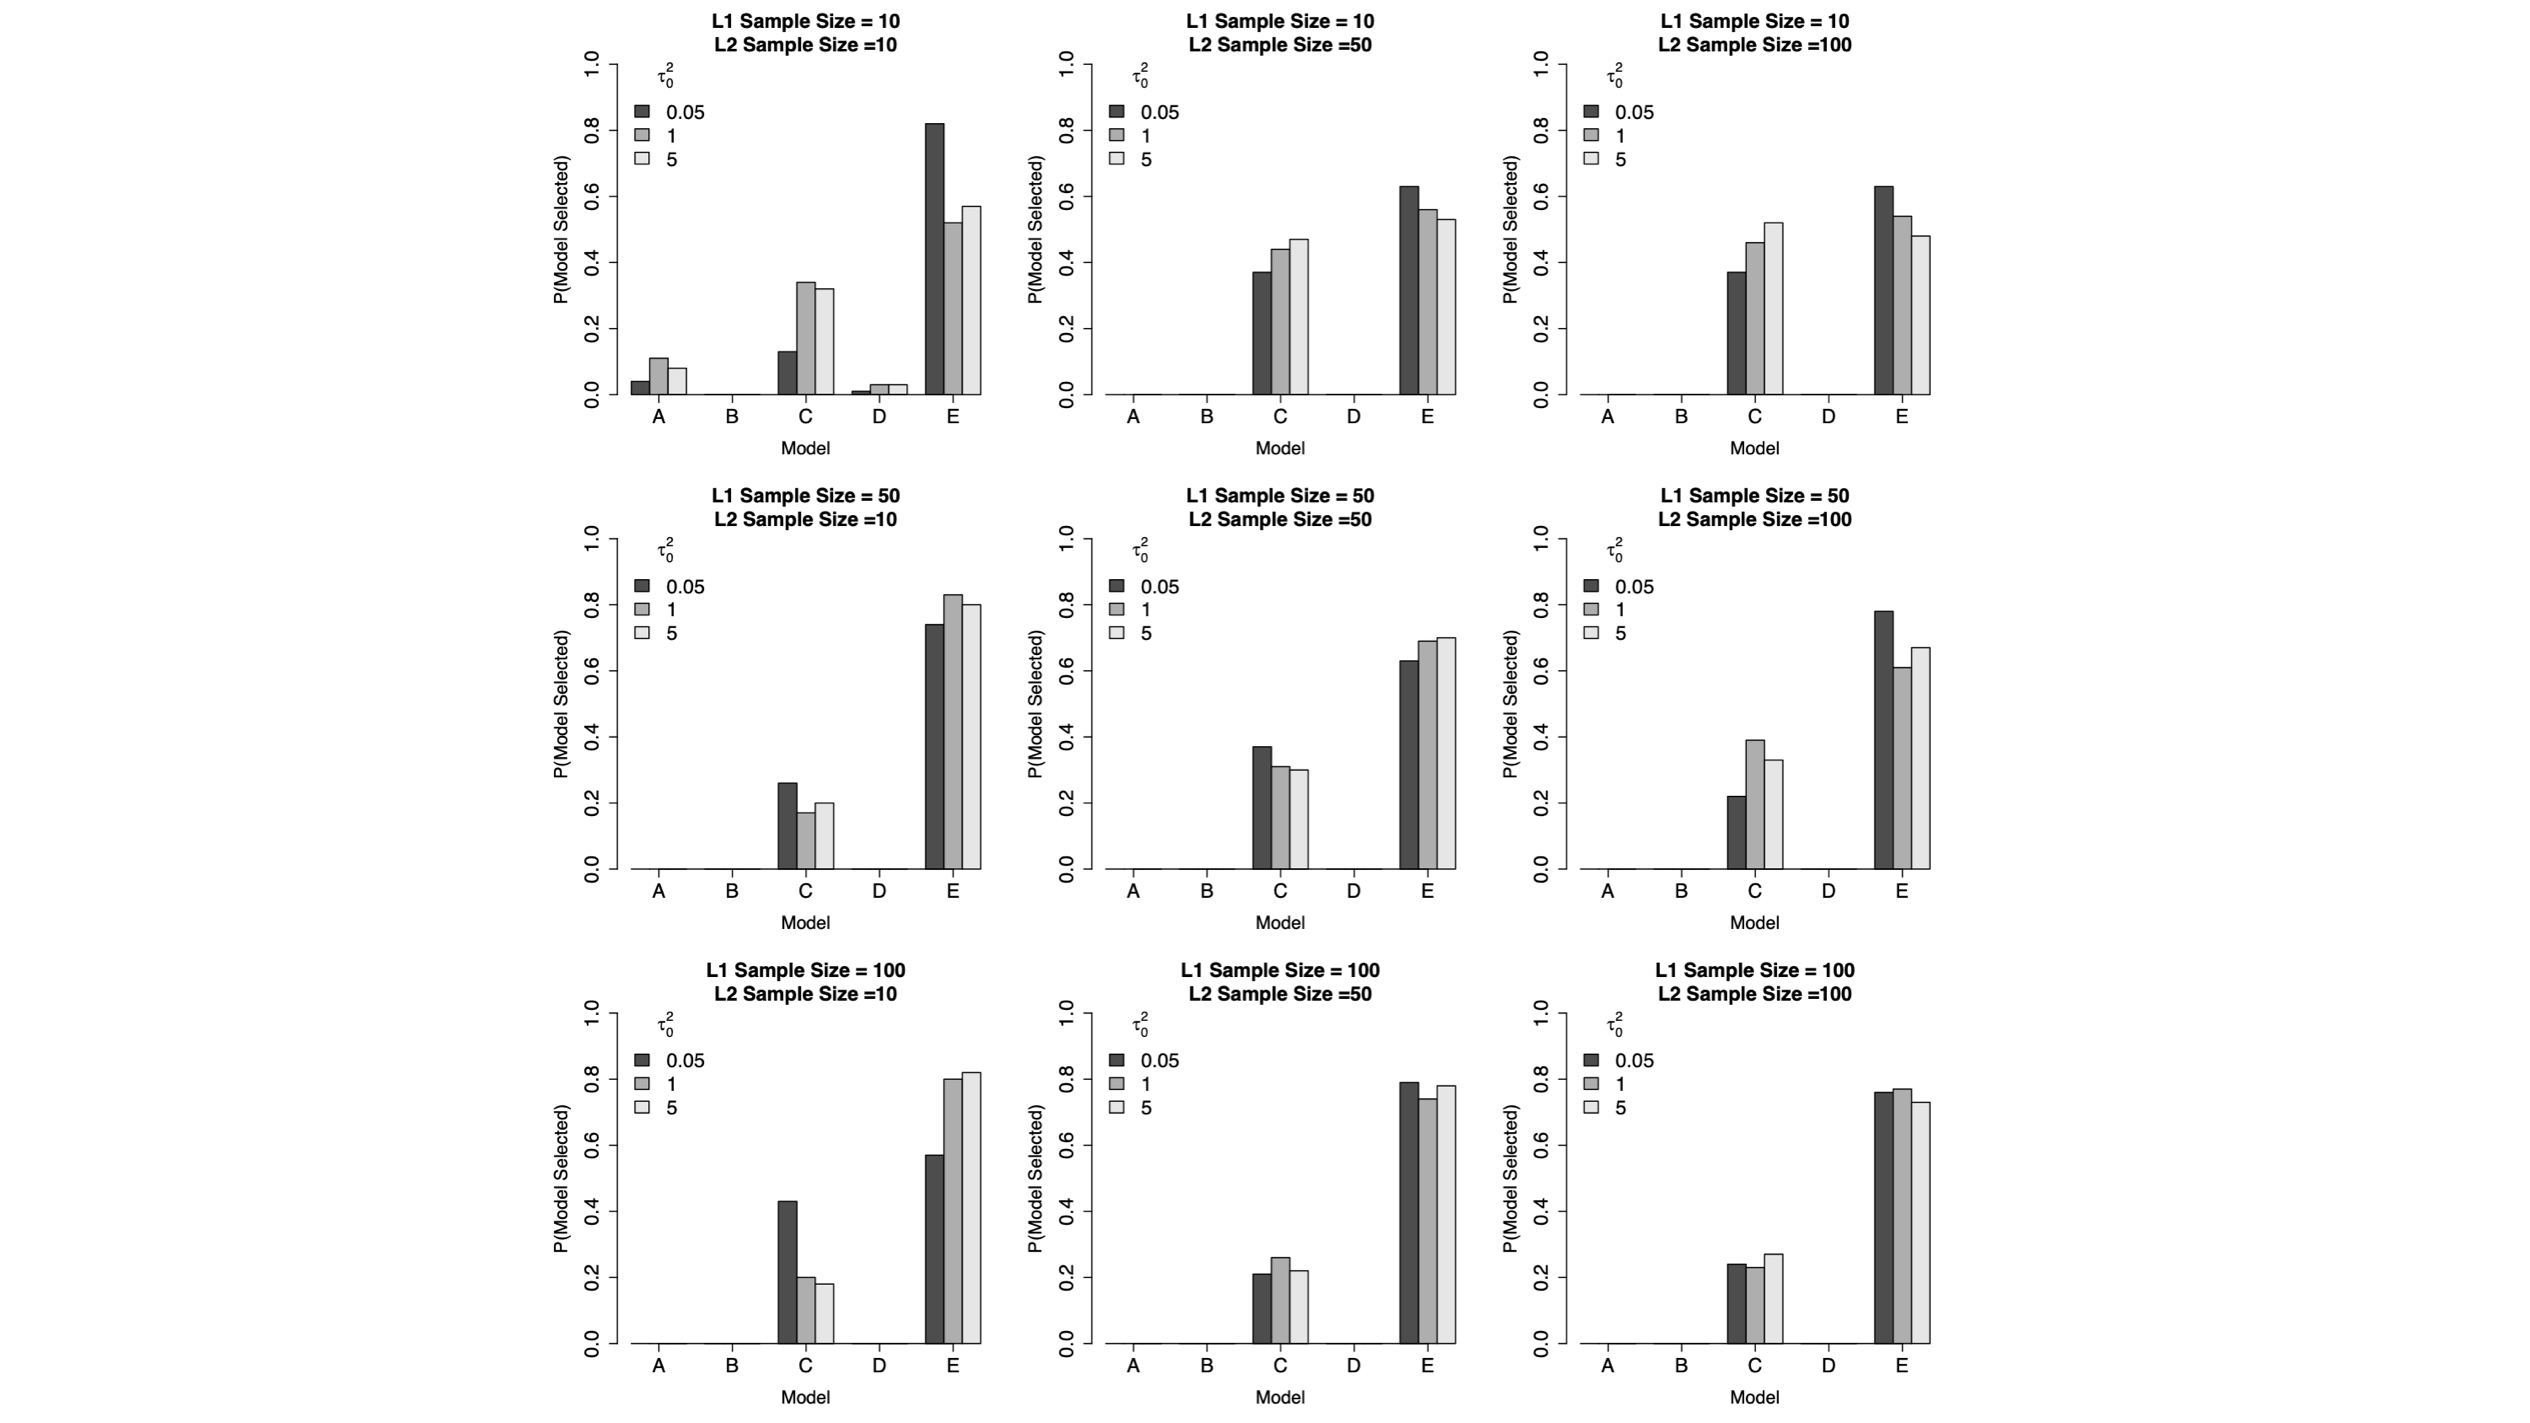 L1 Sample Size = 10
L2 Sample Size =10
τ₀²
0.05
1
5
P(Model Selected)
0.0 0.2 0.4 0.6 0.8 1.0
A B C D E
Model
L1 Sample Size = 10
L2 Sample Size =50
τ₀²
0.05
1
5
P(Model Selected)
0.0 0.2 0.4 0.6 0.8 1.0
A B C D E
Model
L1 Sample Size = 10
L2 Sample Size =100
τ₀²
0.05
1
5
P(Model Selected)
0.0 0.2 0.4 0.6 0.8 1.0
A B C D E
Model
L1 Sample Size = 50
L2 Sample Size =10
τ₀²
0.05
1
5
P(Model Selected)
0.0 0.2 0.4 0.6 0.8 1.0
A B C D E
Model
L1 Sample Size = 50
L2 Sample Size =50
τ₀²
0.05
1
5
P(Model Selected)
0.0 0.2 0.4 0.6 0.8 1.0
A B C D E
Model
L1 Sample Size = 50
L2 Sample Size =100
τ₀²
0.05
1
5
P(Model Selected)
0.0 0.2 0.4 0.6 0.8 1.0
A B C D E
Model
L1 Sample Size = 100
L2 Sample Size =10
τ₀²
0.05
1
5
P(Model Selected)
0.0 0.2 0.4 0.6 0.8 1.0
A B C D E
Model
L1 Sample Size = 100
L2 Sample Size =50
τ₀²
0.05
1
5
P(Model Selected)
0.0 0.2 0.4 0.6 0.8 1.0
A B C D E
Model
L1 Sample Size = 100
L2 Sample Size =100
τ₀²
0.05
1
5
P(Model Selected)
0.0 0.2 0.4 0.6 0.8 1.0
A B C D E
Model